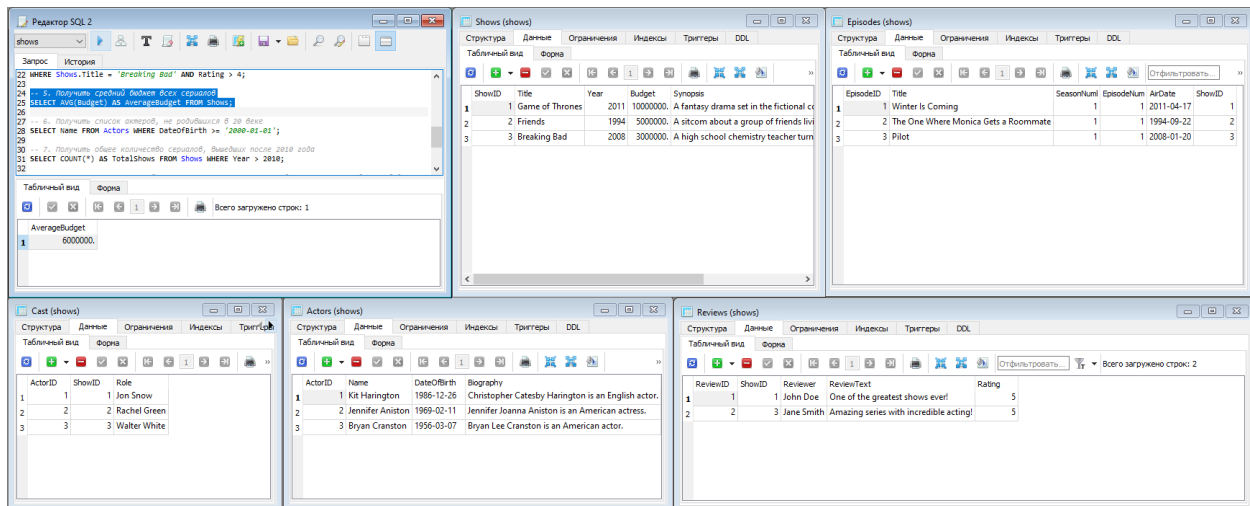 Редактор SQL 2
shows
Запрос История
22 WHERE Shows.Title = 'Breaking Bad' AND Rating > 4;
23
24 -- 5. Получить средний бюджет всех сериалов
25 SELECT AVG(Budget) AS AverageBudget FROM Shows;
26
27 -- 6. Получить список актеров, не родившихся в 20 веке
28 SELECT Name FROM Actors WHERE DateOfBirth >= '2000-01-01';
29
30 -- 7. Получить общее количество сериалов, вышедших после 2010 года
31 SELECT COUNT(*) AS TotalShows FROM Shows WHERE Year > 2010;
32
Табличный вид Форма
1 Всего загружено строк: 1
AverageBudget
1 6000000.
Shows (shows)
Структура Данные Ограничения Индексы Триггеры DDL
Табличный вид Форма
1 »
ShowID Title Year Budget Synopsis
1 1 Game of Thrones 2011 10000000. A fantasy drama set in the fictional co
2 2 Friends 1994 5000000. A sitcom about a group of friends livi
3 3 Breaking Bad 2008 3000000. A high school chemistry teacher turn
Episodes (shows)
Структура Данные Ограничения Индексы Триггеры DDL
Табличный вид Форма
1 Отфильтровать... »
EpisodeID Title SeasonNuml EpisodeNum AirDate ShowID
1 1 Winter Is Coming 1 1 2011-04-17 1
2 2 The One Where Monica Gets a Roommate 1 1 1994-09-22 2
3 3 Pilot 1 1 2008-01-20 3
Cast (shows)
Структура Данные Ограничения Индексы Триггеры
Табличный вид Форма
1 »
ActorID ShowID Role
1 1 1 Jon Snow
2 2 2 Rachel Green
3 3 3 Walter White
Actors (shows)
Структура Данные Ограничения Индексы Триггеры DDL
Табличный вид Форма
1 »
ActorID Name DateOfBirth Biography
1 1 Kit Harington 1986-12-26 Christopher Catesby Harington is an English actor.
2 2 Jennifer Aniston 1969-02-11 Jennifer Joanna Aniston is an American actress.
3 3 Bryan Cranston 1956-03-07 Bryan Lee Cranston is an American actor.
Reviews (shows)
Структура Данные Ограничения Индексы Триггеры DDL
Табличный вид Форма
1 Отфильтровать... Всего загружено строк: 2
ReviewID ShowID Reviewer ReviewText Rating
1 1 1 John Doe One of the greatest shows ever! 5
2 2 3 Jane Smith Amazing series with incredible acting! 5